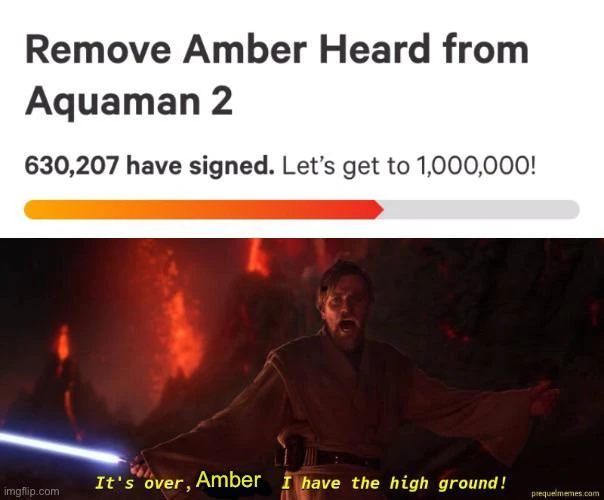 Remove Amber Heard from
Aquaman 2
630,207 have signed. Let's get to 1,000,000!
It's over, Amber I have the high ground!
imgflip.com
prequelmemes.com